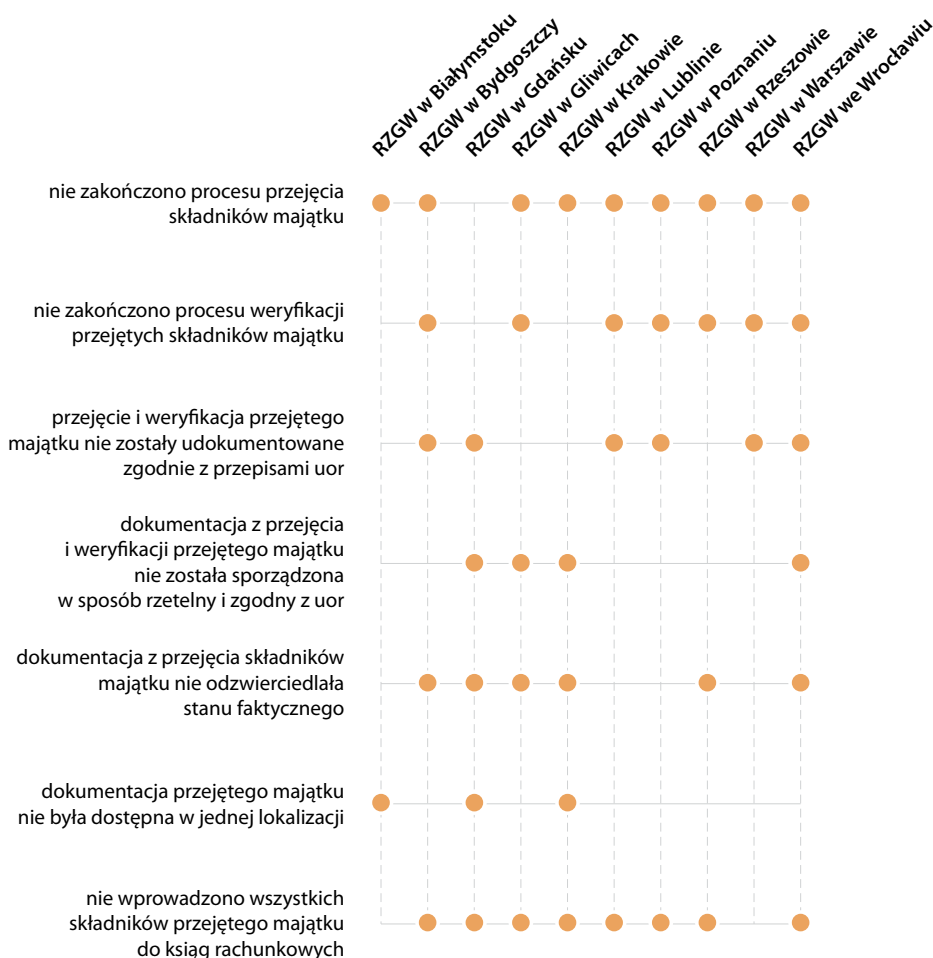 RZGW w Białymstoku
RZGW w Bydgoszczy
RZGW w Gdańsku
RZGW w Gliwicach
RZGW w Krakowie
RZGW w Lublinie
RZGW w Poznaniu
RZGW w Rzeszowie
RZGW w Warszawie
RZGW we Wrocławiu
nie zakończono procesu przejęcia
składników majątku
nie zakończono procesu weryfikacji
przejętych składników majątku
przejęcie i weryfikacja przejętego
majątku nie zostały udokumentowane
zgodnie z przepisami uor
dokumentacja z przejęcia
i weryfikacji przejętego majątku
nie została sporządzona
w sposób rzetelny i zgodny z uor
dokumentacja z przejęcia składników
majątku nie odzwierciedlała
stanu faktycznego
dokumentacja przejętego majątku
nie była dostępna w jednej lokalizacji
nie wprowadzono wszystkich
składników przejętego majątku
do ksiąg rachunkowych